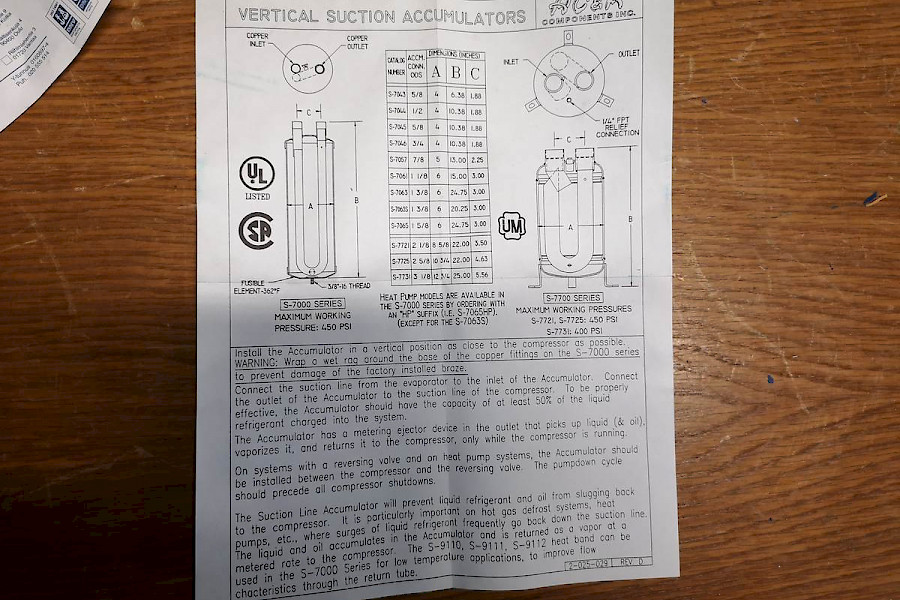 VERTICAL SUCTION ACCUMULATORS
AC&R
COMPONENTS INC.
COPPER
INLET
COPPER
OUTLET
C
A
B
UL
LISTED
FUSIBLE
ELEMENT-362°F
3/8"-16 THREAD
S-7000 SERIES
MAXIMUM WORKING
PRESSURE: 450 PSI
CATALOG NUMBER ACCM. CONN. ODS DIMENSIONS (INCHES) A B C
S-7043 5/8 4 6.38 1.88
S-7044 1/2 4 10.38 1.88
S-7045 5/8 4 10.38 1.88
S-7046 3/4 4 10.38 1.88
S-7057 7/8 5 13.00 2.25
S-7061 1 1/8 6 15.00 3.00
S-7063 1 3/8 6 24.75 3.00
S-7063S 1 3/8 6 20.25 3.00
S-7065 1 5/8 6 24.75 3.00
S-7721 2 1/8 8 5/8 22.00 3.50
S-7725 2 5/8 10 3/4 22.00 4.63
S-7731 3 1/8 12 3/4 25.00 5.56
HEAT PUMP MODELS ARE AVAILABLE IN
THE S-7000 SERIES BY ORDERING WITH
AN "HP" SUFFIX (I.E. S-7065HP).
(EXCEPT FOR THE S-7063S)
INLET
OUTLET
1/4" FPT
RELIEF
CONNECTION
C
A
B
UM
S-7700 SERIES
MAXIMUM WORKING PRESSURES
S-7721, S-7725: 450 PSI
S-7731: 400 PSI
Install the Accumulator in a vertical position as close to the compressor as possible.
WARNING: Wrap a wet rag around the base of the copper fittings on the S-7000 series
to prevent damage of the factory installed braze.
Connect the suction line from the evaporator to the inlet of the Accumulator. Connect
the outlet of the Accumulator to the suction line of the compressor. To be properly
effective, the Accumulator should have the capacity of at least 50% of the liquid
refrigerant charged into the system.
The Accumulator has a metering ejector device in the outlet that picks up liquid (& oil),
vaporizes it, and returns it to the compressor, only while the compressor is running.
On systems with a reversing valve and on heat pump systems, the Accumulator should
be installed between the compressor and the reversing valve. The pumpdown cycle
should precede all compressor shutdowns.
The Suction Line Accumulator will prevent liquid refrigerant and oil from slugging back
to the compressor. It is particularly important on hot gas defrost systems, heat
pumps, etc., where surges of liquid refrigerant frequently go back down the suction line.
The liquid and oil accumulates in the Accumulator and is returned as a vapor at a
metered rate to the compressor. The S-9110, S-9111, S-9112 heat band can be
used in the S-7000 Series for low temperature applications, to improve flow
chacteristics through the return tube.
2-025-029 REV D